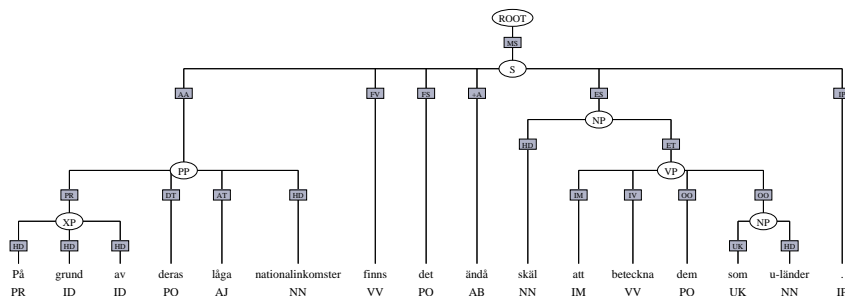 ROOT
MS
S
AA FV FS +A ES IP
NP
HD ET
PP VP
PR DT AT HD IM IV OO OO
XP NP
HD HD HD UK HD
På grund av deras låga nationalinkomster finns det ändå skäl att beteckna dem som u-länder .
PR ID ID PO AJ NN VV PO AB NN IM VV PO UK NN IP